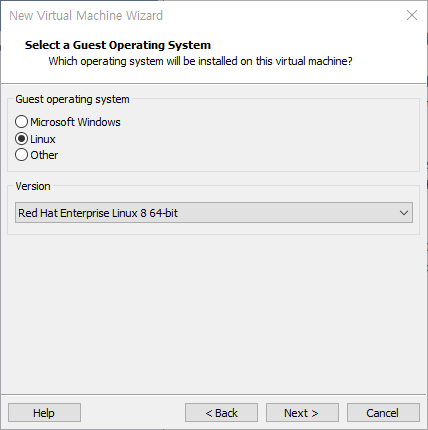 New Virtual Machine Wizard
Select a Guest Operating System
Which operating system will be installed on this virtual machine?
Guest operating system
Microsoft Windows
Linux
Other
Version
Red Hat Enterprise Linux 8 64-bit
Help
< Back
Next >
Cancel